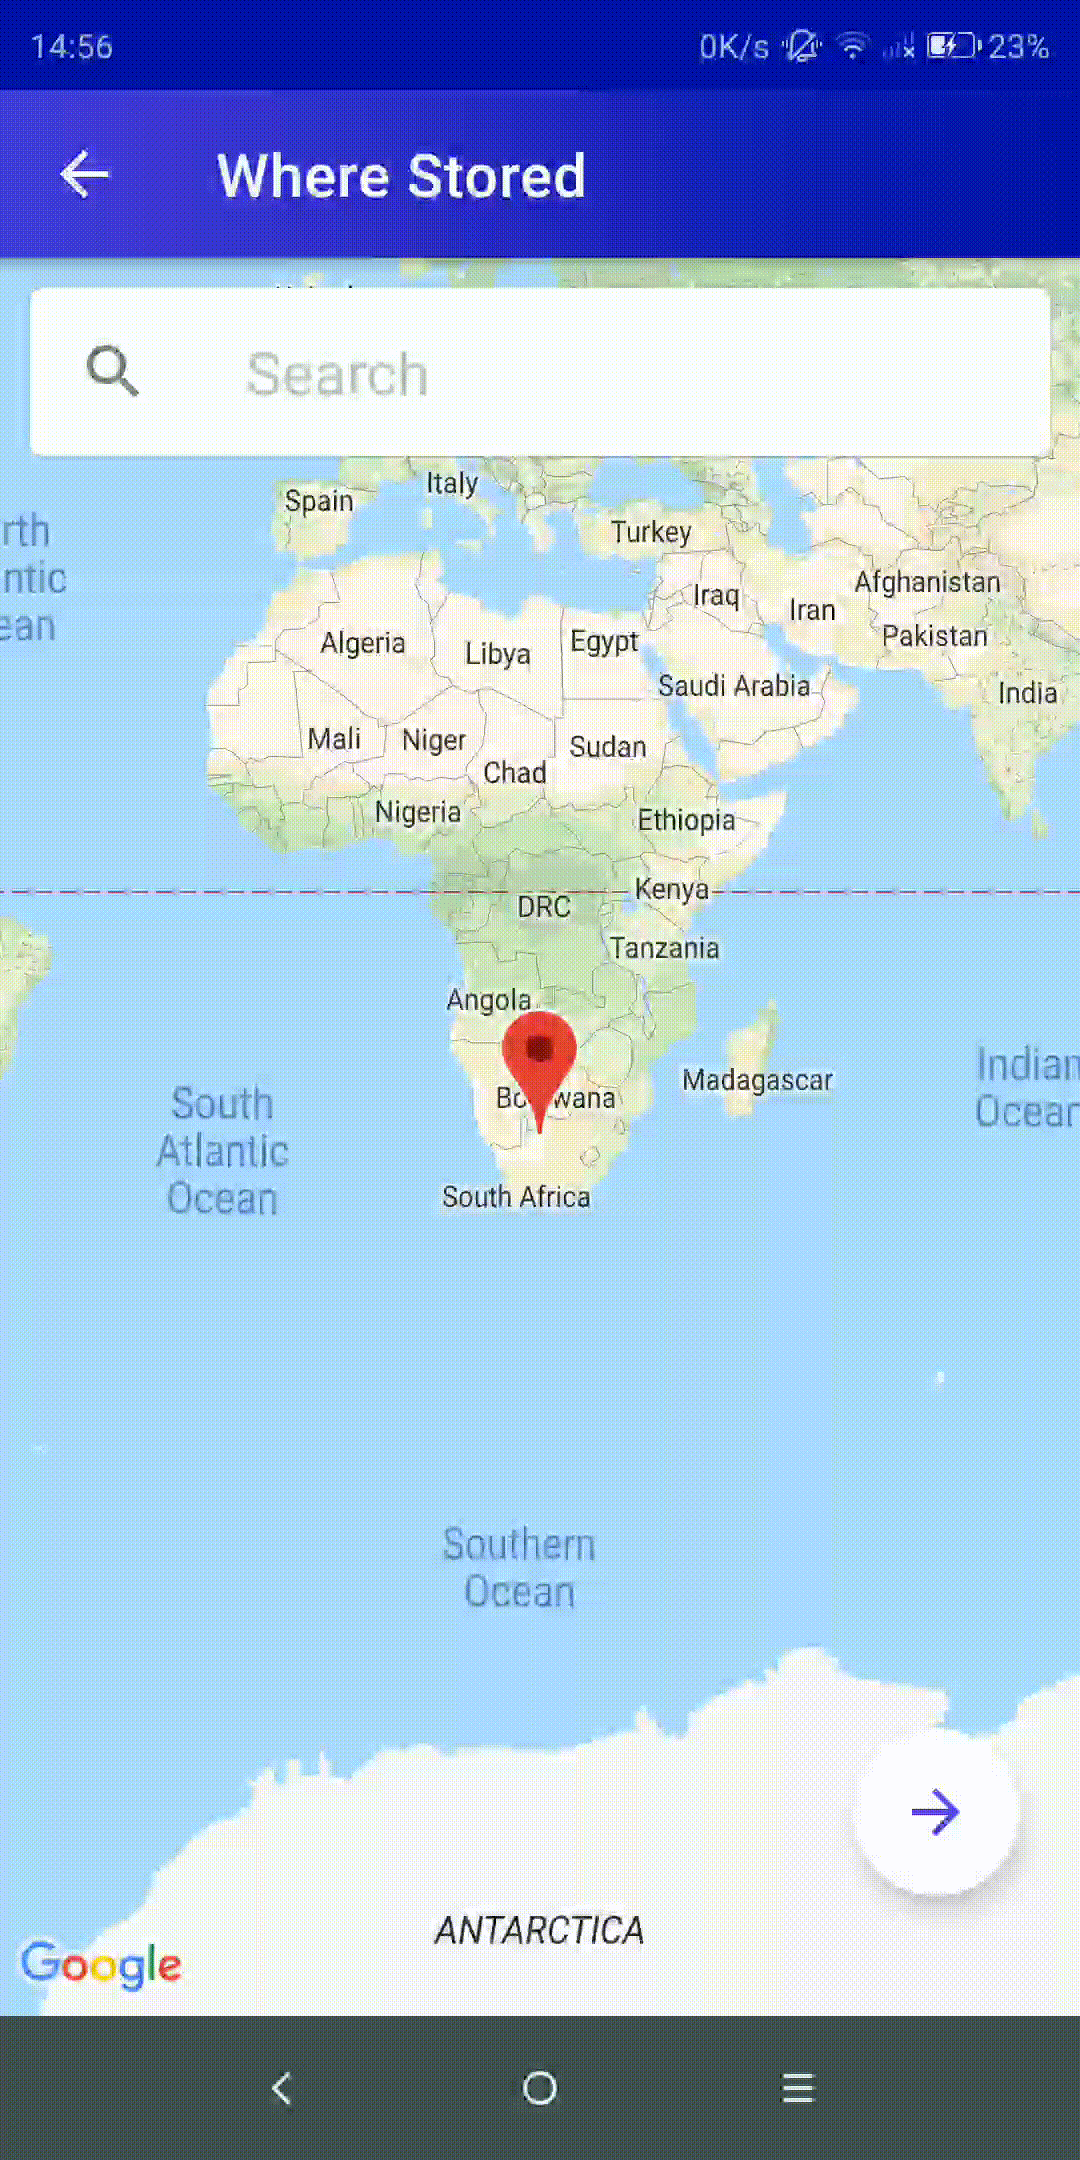 14:56
0K/s
23%
Where Stored
Search
Italy
Spain
Turkey
rth
ntic
ean
Afghanistan
Iraq
Iran
Pakistan
Algeria
Libya
Egypt
Saudi Arabia
India
Mali
Niger
Sudan
Chad
Nigeria
Ethiopia
Kenya
DRC
Tanzania
Angola
Madagascar
Indian
Ocear
Bo wana
South
Atlantic
Ocean
South Africa
Southern
Ocean
ANTARCTICA
Google